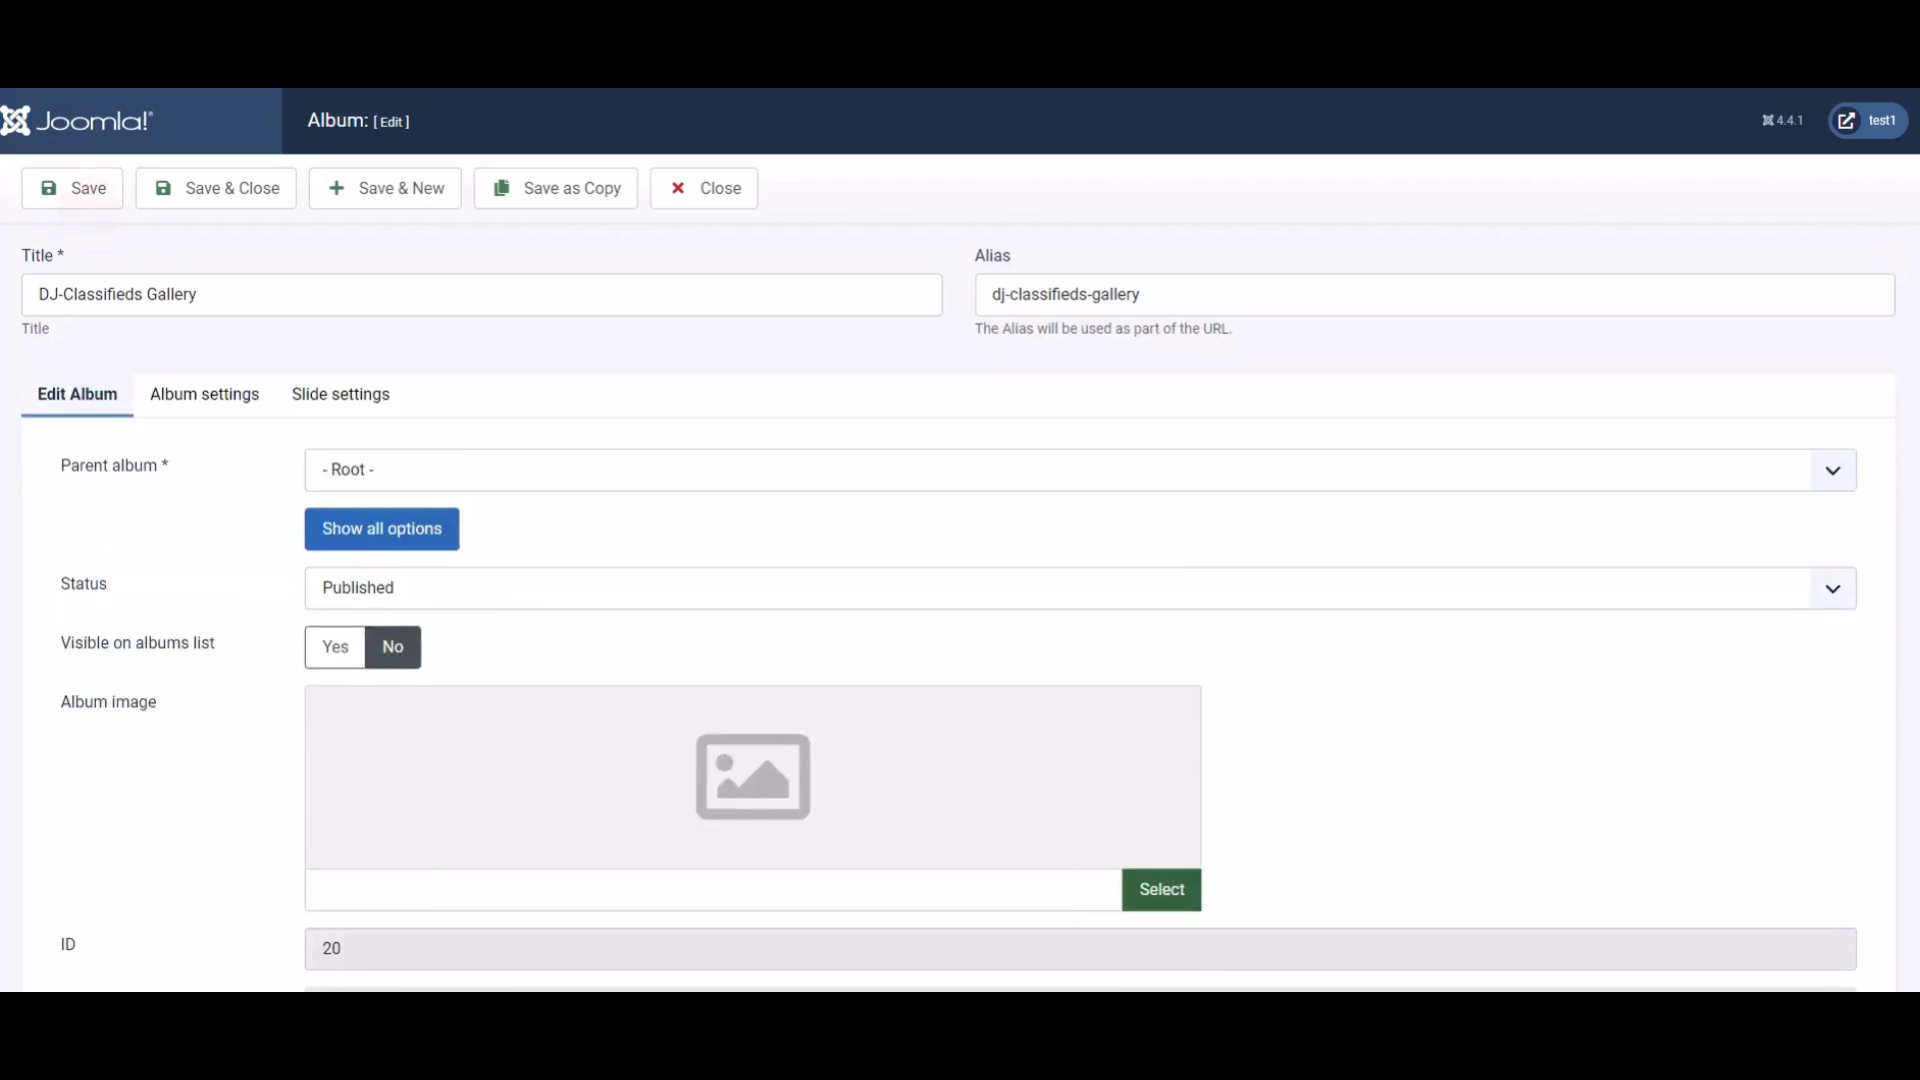 Joomla!®
Album: [ Edit ]
4.4.1
test1
Save
Save & Close
Save & New
Save as Copy
Close
Title *
Alias
DJ-Classifieds Gallery
dj-classifieds-gallery
Title
The Alias will be used as part of the URL.
Edit Album
Album settings
Slide settings
Parent album *
- Root -
Show all options
Status
Published
Visible on albums list
Yes
No
Album image
Select
ID
20